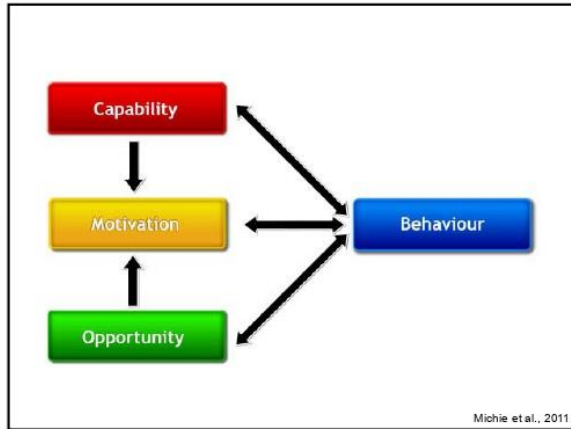 Capability
Motivation
Behaviour
Opportunity
Michie et al., 2011